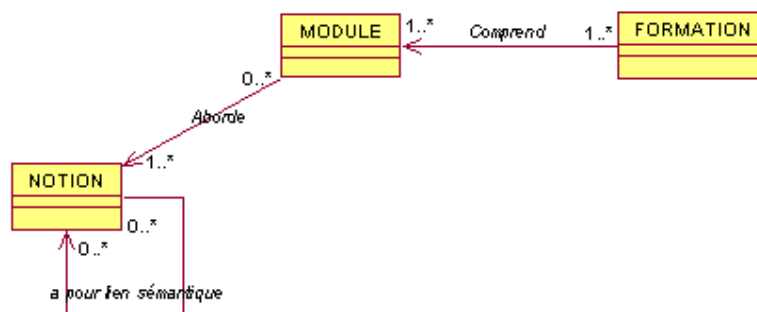 MODULE
1..*
Comprend
1..*
FORMATION
0..*
Aborde
1..*
NOTION
0..*
0..*
a pour lien sémantique